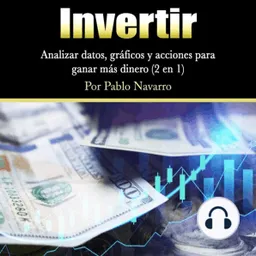 Invertir
Analizar datos, gráficos y acciones para
ganar más dinero (2 en 1)
Por Pablo Navarro